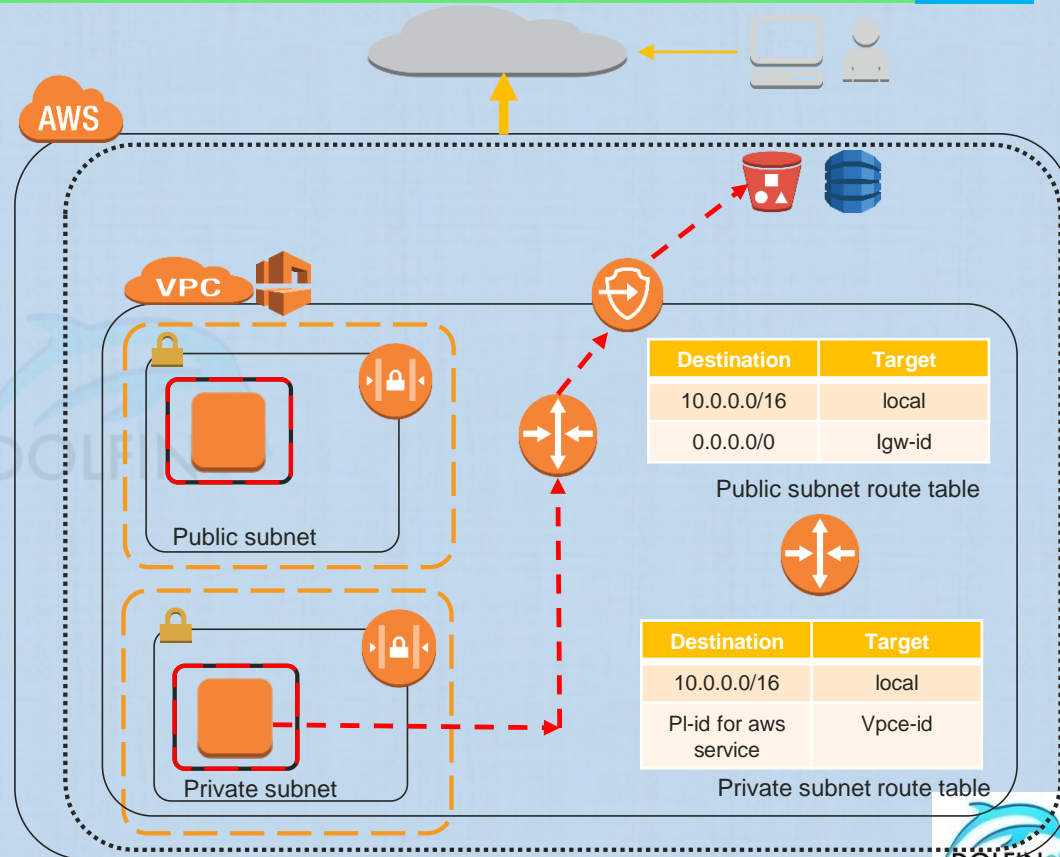 AWS
VPC
Destination Target
10.0.0.0/16 local
0.0.0.0/0 Igw-id
Public subnet route table
Public subnet
Destination Target
10.0.0.0/16 local
Pl-id for aws
service
Vpce-id
Private subnet
Private subnet route table
DOLFIN